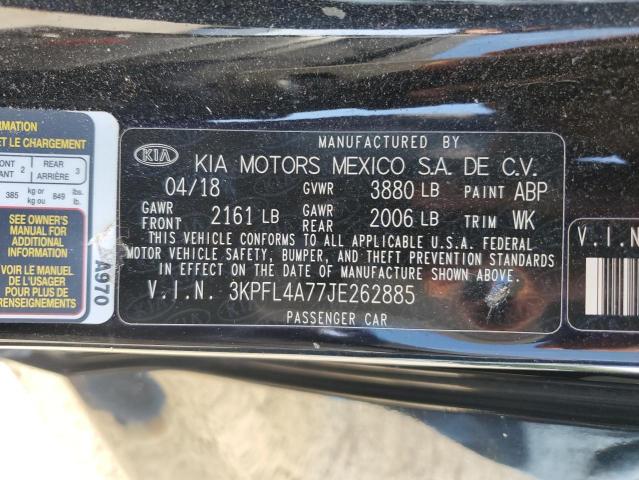 FORMATION
ET LE CHARGEMENT
2
REAR 3
ARRIÈRE
385 kg or kg ou 849 lbs. lb.
SEE OWNER'S
MANUAL FOR
ADDITIONAL
INFORMATION
VOIR LE MANUEL
DE L'USAGER
POUR PLUS DE
RENSEIGNEMENTS
A970
MANUFACTURED BY
KIA KIA MOTORS MEXICO S.A. DE C.V.
04/18 GVWR 3880 LB PAINT ABP
GAWR FRONT 2161 LB GAWR REAR 2006 LB TRIM WK
THIS VEHICLE CONFORMS TO ALL APPLICABLE U.S.A. FEDERAL
MOTOR VEHICLE SAFETY, BUMPER, AND THEFT PREVENTION STANDARDS
IN EFFECT ON THE DATE OF MANUFACTURE SHOWN ABOVE.
V.I.N. 3KPFL4A77JE262885
PASSENGER CAR
V.I.N